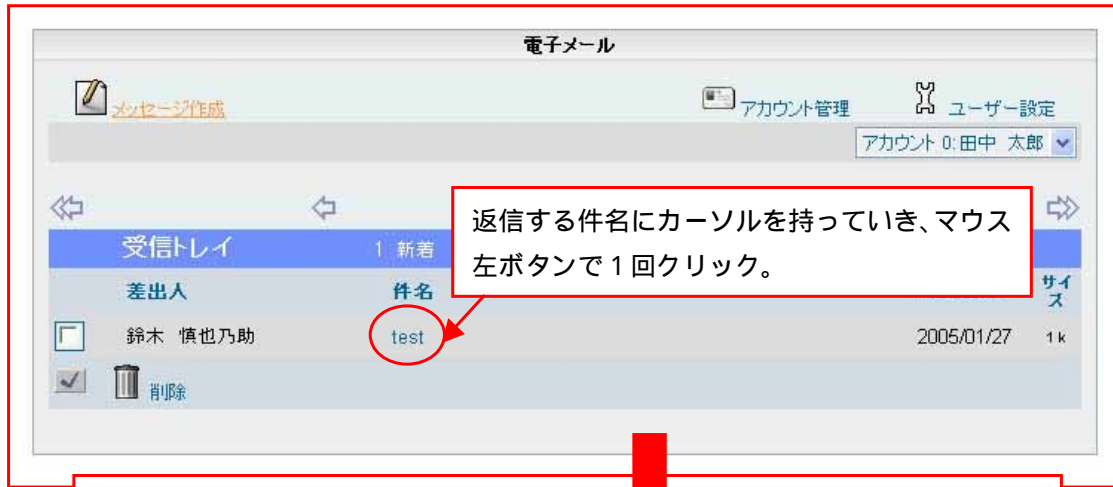 電子メール
メッセージ作成
アカウント管理
ユーザー設定
アカウント 0: 田中 太郎
返信する件名にカーソルを持っていき、マウス
左ボタンで1回クリック。
受信トレイ 1 新着
差出人 件名 サイズ
鈴木 慎也乃助 test 2005/01/27 1k
削除